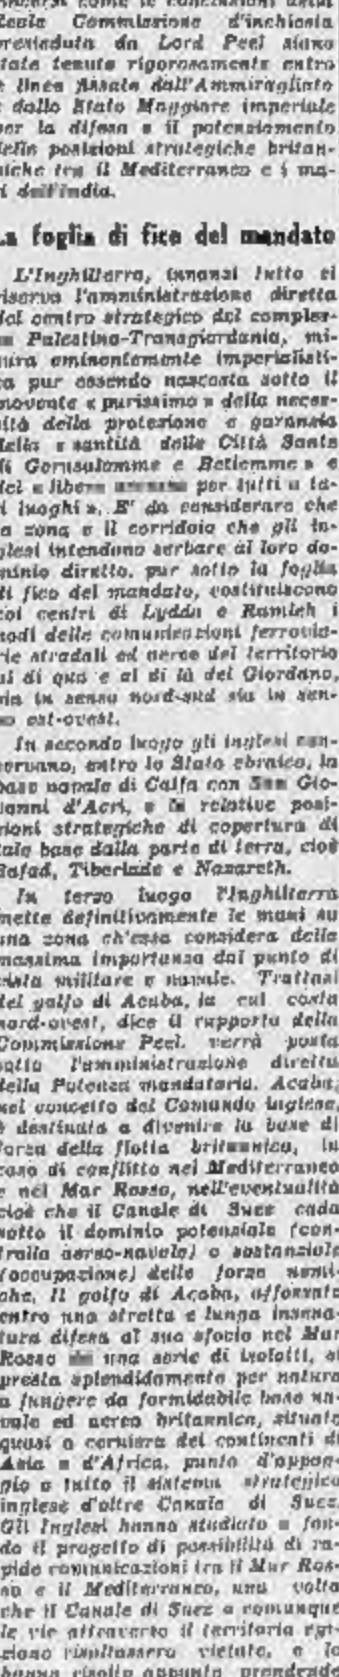 come le conclusioni della
Reale Commissione d'inchiesta
presieduta da Lord Peel siano
state tenute rigorosamente entro
linea fissata dall'Ammiragliato
e dallo Stato Maggiore imperiale
per la difesa e il potenziamento
delle posizioni strategiche britan-
niche tra il Mediterraneo e i ma-
ri dell'India.
La foglia di fico del mandato
L'Inghilterra, innanzi tutto si
riserva l'amministrazione diretta
del centro strategico del comples-
so Palestino-Transgiordania, mi-
sura eminentemente imperialisti-
ca pur essendo nascosta sotto il
movente « purissimo » della neces-
sità della protezione e garanzia
della « santità delle Città Sante
di Gerusalemme e Betlemme » e
del « libero accesso per tutti a ta-
li luoghi ». E' da considerare che
la zona e il corridoio che gli in-
glesi intendono serbare al loro do-
minio diretto, pur sotto la foglia
di fico del mandato, costituiscono
coi centri di Lydda e Ramleh i
nodi delle comunicazioni ferrovia-
rie stradali ed aeree del territorio
al di qua e al di là del Giordano,
sia in senso nord-sud sia in sen-
so est-ovest.
In secondo luogo gli inglesi con-
servano, entro lo Stato ebraico, la
base navale di Caifa con San Gio-
vanni d'Acri, e le relative posi-
zioni strategiche di copertura di
tale base dalla parte di terra, cioè
Safad, Tiberiade e Nazareth.
In terzo luogo l'Inghilterra
mette definitivamente le mani su
una zona ch'essa considera della
massima importanza dal punto di
vista militare e navale. Trattasi
del golfo di Acaba, la cui costa
nord-ovest, dice il rapporto della
Commissione Peel, verrà posta
sotto l'amministrazione diretta
della Potenza mandataria. Acaba,
nel concetto del Comando inglese,
è destinata a divenire la base di
forza della flotta britannica, in
caso di conflitto nel Mediterraneo
e nel Mar Rosso, nell'eventualità
cioè che il Canale di Suez cada
sotto il dominio potenziale (con-
trollo aereo-navale) o sostanziale
(occupazione) delle forze nemi-
che. Il golfo di Acaba, affossato
entro una stretta e lunga insena-
tura difesa al suo sfocio nel Mar
Rosso da una serie di isolotti, si
presta splendidamente per natura
a fungere da formidabile base na-
vale ed aerea britannica, situata
quasi a cerniera dei continenti di
Asia e d'Africa, punto d'appog-
gio a tutto il sistema strategico
inglese d'oltre Canale di Suez.
Gli Inglesi hanno studiato a fon-
do il progetto di possibilità di ra-
pide comunicazioni tra il Mar Ros-
so e il Mediterraneo, una volta
che il Canale di Suez o comunque
le vie attraverso il territorio egi-
ziano risultassero vietate, e lo
hanno risolto appunto prendendo